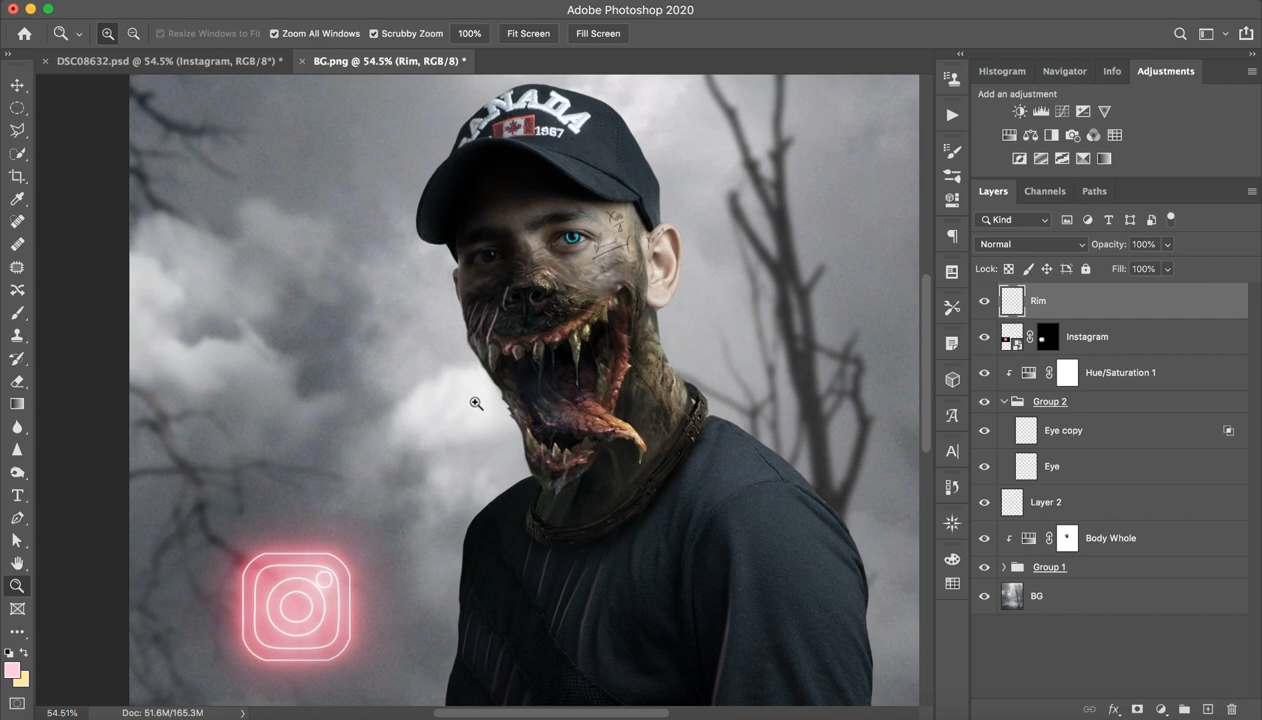 Adobe Photoshop 2020
Resize Windows to Fit
Zoom All Windows
Scrubby Zoom
100%
Fit Screen
Fill Screen
DSC08632.psd @ 54.5% (Instagram, RGB/8*) *
BG.png @ 54.5% (Rim, RGB/8) *
Histogram
Navigator
Info
Adjustments
Add an adjustment
Layers
Channels
Paths
Kind
Normal
Opacity: 100%
Lock:
Fill: 100%
Rim
Instagram
Hue/Saturation 1
Group 2
Eye copy
Eye
Layer 2
Body Whole
Group 1
BG
CANADA
1867
54.51%
Doc: 51.6M/165.3M